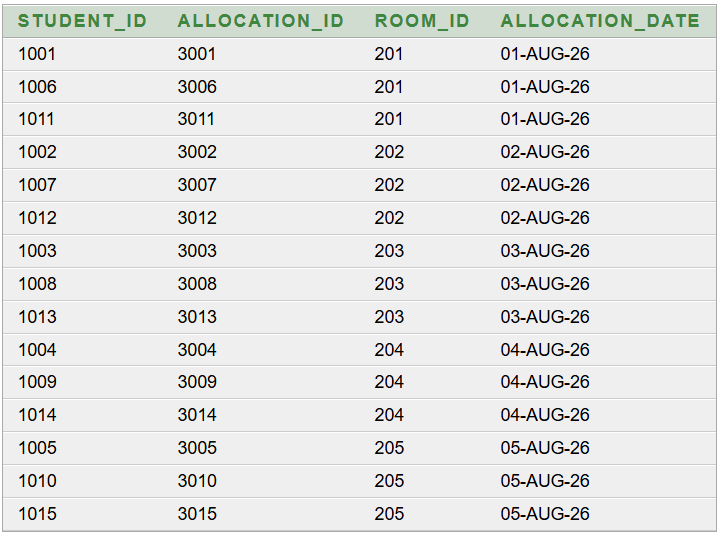 STUDENT_ID ALLOCATION_ID ROOM_ID ALLOCATION_DATE
1001 3001 201 01-AUG-26
1006 3006 201 01-AUG-26
1011 3011 201 01-AUG-26
1002 3002 202 02-AUG-26
1007 3007 202 02-AUG-26
1012 3012 202 02-AUG-26
1003 3003 203 03-AUG-26
1008 3008 203 03-AUG-26
1013 3013 203 03-AUG-26
1004 3004 204 04-AUG-26
1009 3009 204 04-AUG-26
1014 3014 204 04-AUG-26
1005 3005 205 05-AUG-26
1010 3010 205 05-AUG-26
1015 3015 205 05-AUG-26